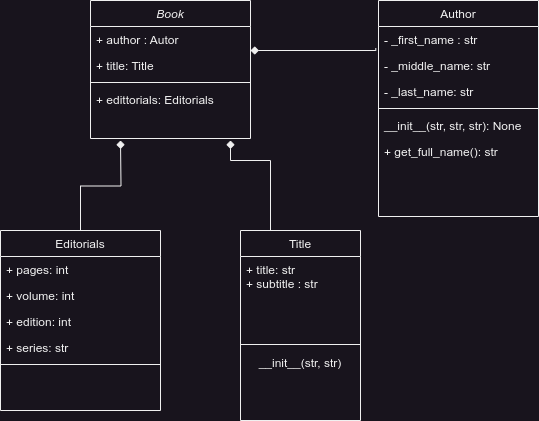 Book
+ author : Autor
+ title: Title
+ edittorials: Editorials
Author
- _first_name : str
- _middle_name: str
- _last_name: str
__init__(str, str, str): None
+ get_full_name(): str
Editorials
+ pages: int
+ volume: int
+ edition: int
+ series: str
Title
+ title: str
+ subtitle : str
__init__(str, str)